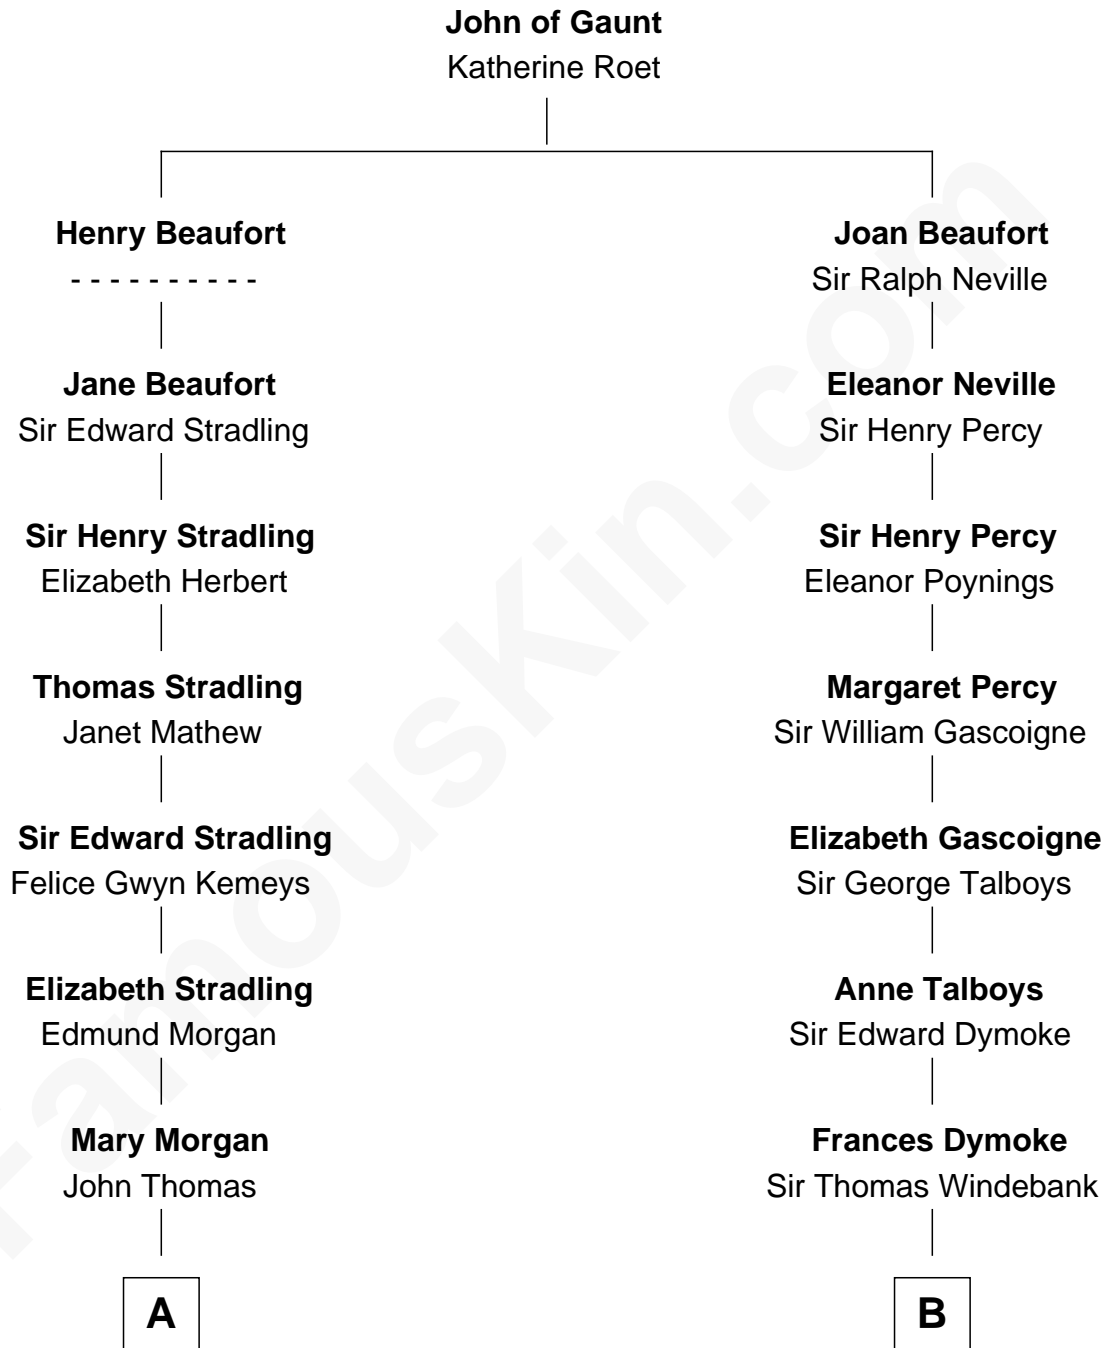 John of Gaunt
Katherine Roet
Henry Beaufort
- - - - - - - - - -
Jane Beaufort
Sir Edward Stradling
Sir Henry Stradling
Elizabeth Herbert
Thomas Stradling
Janet Mathew
Sir Edward Stradling
Felice Gwyn Kemeys
Elizabeth Stradling
Edmund Morgan
Mary Morgan
John Thomas
A
Joan Beaufort
Sir Ralph Neville
Eleanor Neville
Sir Henry Percy
Sir Henry Percy
Eleanor Poynings
Margaret Percy
Sir William Gascoigne
Elizabeth Gascoigne
Sir George Talboys
Anne Talboys
Sir Edward Dymoke
Frances Dymoke
Sir Thomas Windebank
B
FamousKin.com